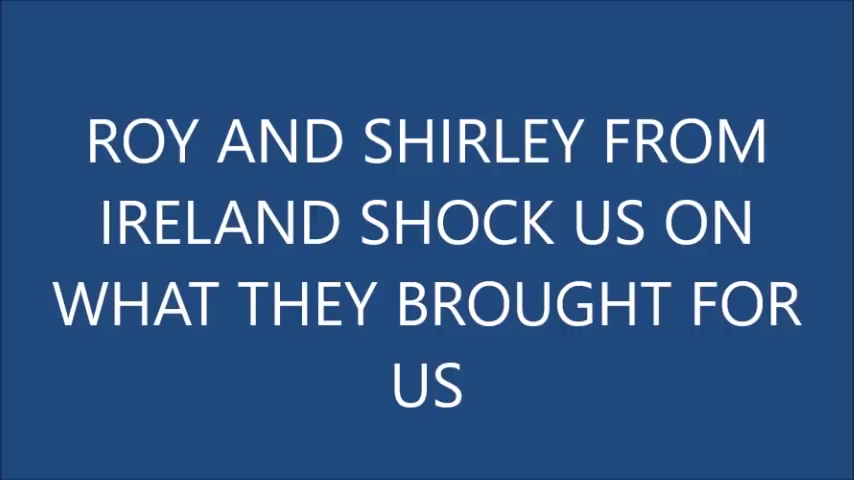 ROY AND SHIRLEY FROM
IRELAND SHOCK US ON
WHAT THEY BROUGHT FOR
US